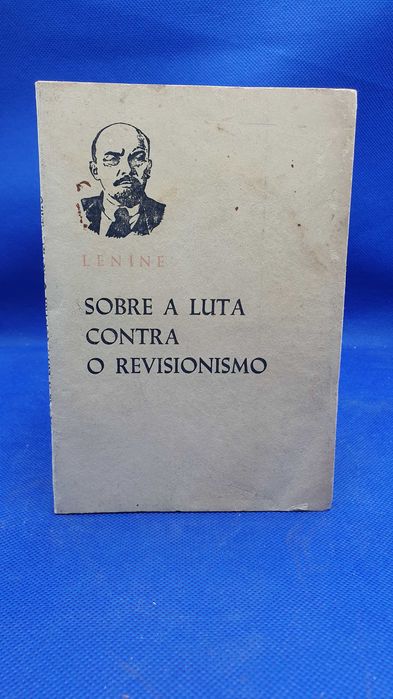 LENINE
SOBRE A LUTA
CONTRA
O REVISIONISMO